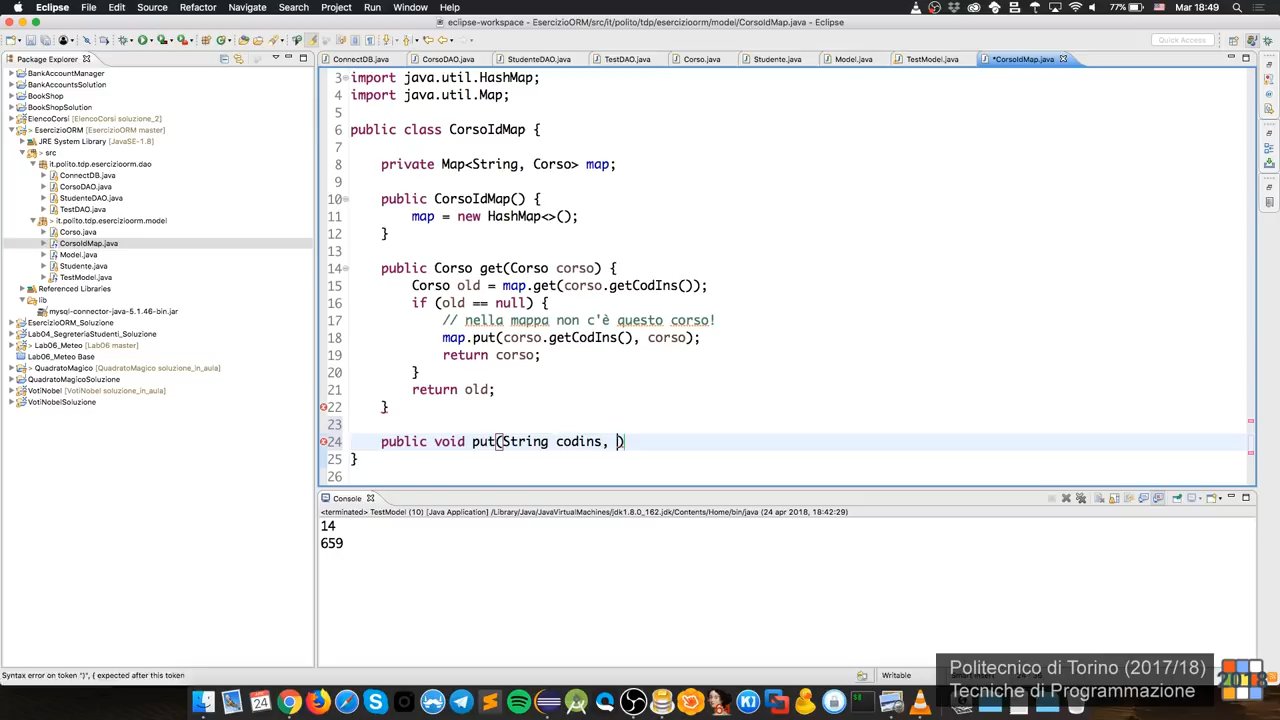 Eclipse File Edit Source Refactor Navigate Search Project Run Window Help 77% Mar 18:49
eclipse-workspace - EsercizioORM/src/it/polito/tdp/esercizioorm/model/CorsoIdMap.java - Eclipse
Quick Access
Package Explorer
BankAccountManager
BankAccountsSolution
BookShop
BookShopSolution
ElencoCorsi [ElencoCorsi soluzione_2]
> EsercizioORM [EsercizioORM master]
JRE System Library [JavaSE-1.8]
> src
it.polito.tdp.esercizioorm.dao
ConnectDB.java
CorsoDAO.java
StudenteDAO.java
TestDAO.java
> it.polito.tdp.esercizioorm.model
Corso.java
CorsoIdMap.java
Model.java
Studente.java
TestModel.java
Referenced Libraries
lib
mysql-connector-java-5.1.46-bin.jar
EsercizioORM_Soluzione
Lab04_SegreteriaStudenti_Soluzione
> Lab06_Meteo [Lab06 master]
Lab06_Meteo Base
> QuadratoMagico [QuadratoMagico soluzione_in_aula]
QuadratoMagicoSoluzione
VotiNobel [VotiNobel soluzione_in_aula]
VotiNobelSoluzione
ConnectDB.java CorsoDAO.java StudenteDAO.java TestDAO.java Corso.java Studente.java Model.java TestModel.java *CorsoIdMap.java
3 import java.util.HashMap;
4 import java.util.Map;
5
6 public class CorsoIdMap {
7
8 private Map<String, Corso> map;
9
10 public CorsoIdMap() {
11 map = new HashMap<>();
12 }
13
14 public Corso get(Corso corso) {
15 Corso old = map.get(corso.getCodIns());
16 if (old == null) {
17 // nella mappa non c'è questo corso!
18 map.put(corso.getCodIns(), corso);
19 return corso;
20 }
21 return old;
22 }
23
24 public void put(String codins, )
25 }
26
Console
<terminated> TestModel (10) [Java Application] /Library/Java/JavaVirtualMachines/jdk1.8.0_162.jdk/Contents/Home/bin/java (24 apr 2018, 18:42:29)
14
659
Syntax error on token ")", { expected after this token
Writable
Politecnico di Torino (2017/18)
Tecniche di Programmazione
2018